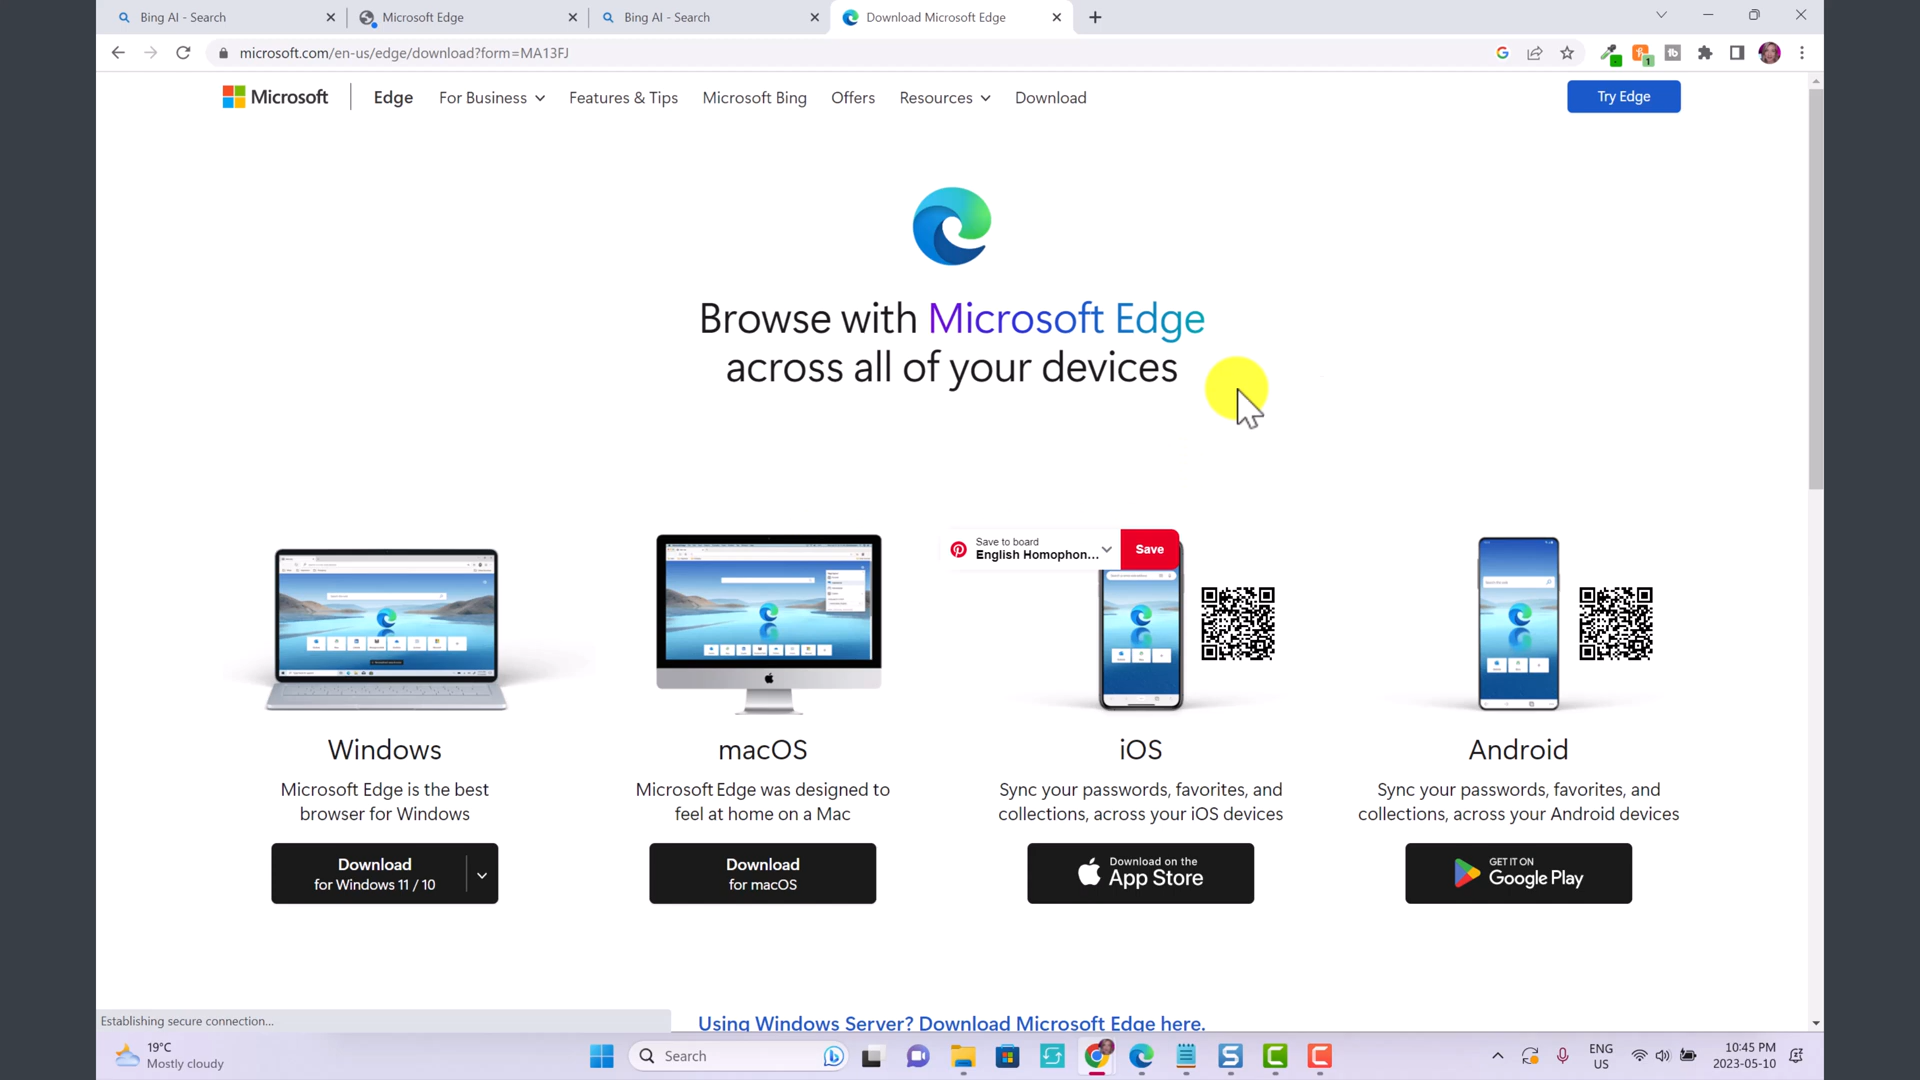 Bing AI - Search
Microsoft Edge
Bing AI - Search
Download Microsoft Edge
microsoft.com/en-us/edge/download?form=MA13FJ
1
Microsoft
Edge
For Business
Features & Tips
Microsoft Bing
Offers
Resources
Download
Try Edge
Browse with Microsoft Edge
across all of your devices
Save to board
English Homophon...
Save
Windows
Microsoft Edge is the best
browser for Windows
Download
for Windows 11 / 10
macOS
Microsoft Edge was designed to
feel at home on a Mac
Download
for macOS
iOS
Sync your passwords, favorites, and
collections, across your iOS devices
Download on the
App Store
Android
Sync your passwords, favorites, and
collections, across your Android devices
GET IT ON
Google Play
Using Windows Server? Download Microsoft Edge here.
Establishing secure connection...
19°C
Mostly cloudy
Search
ENG
US
10:45 PM
2023-05-10